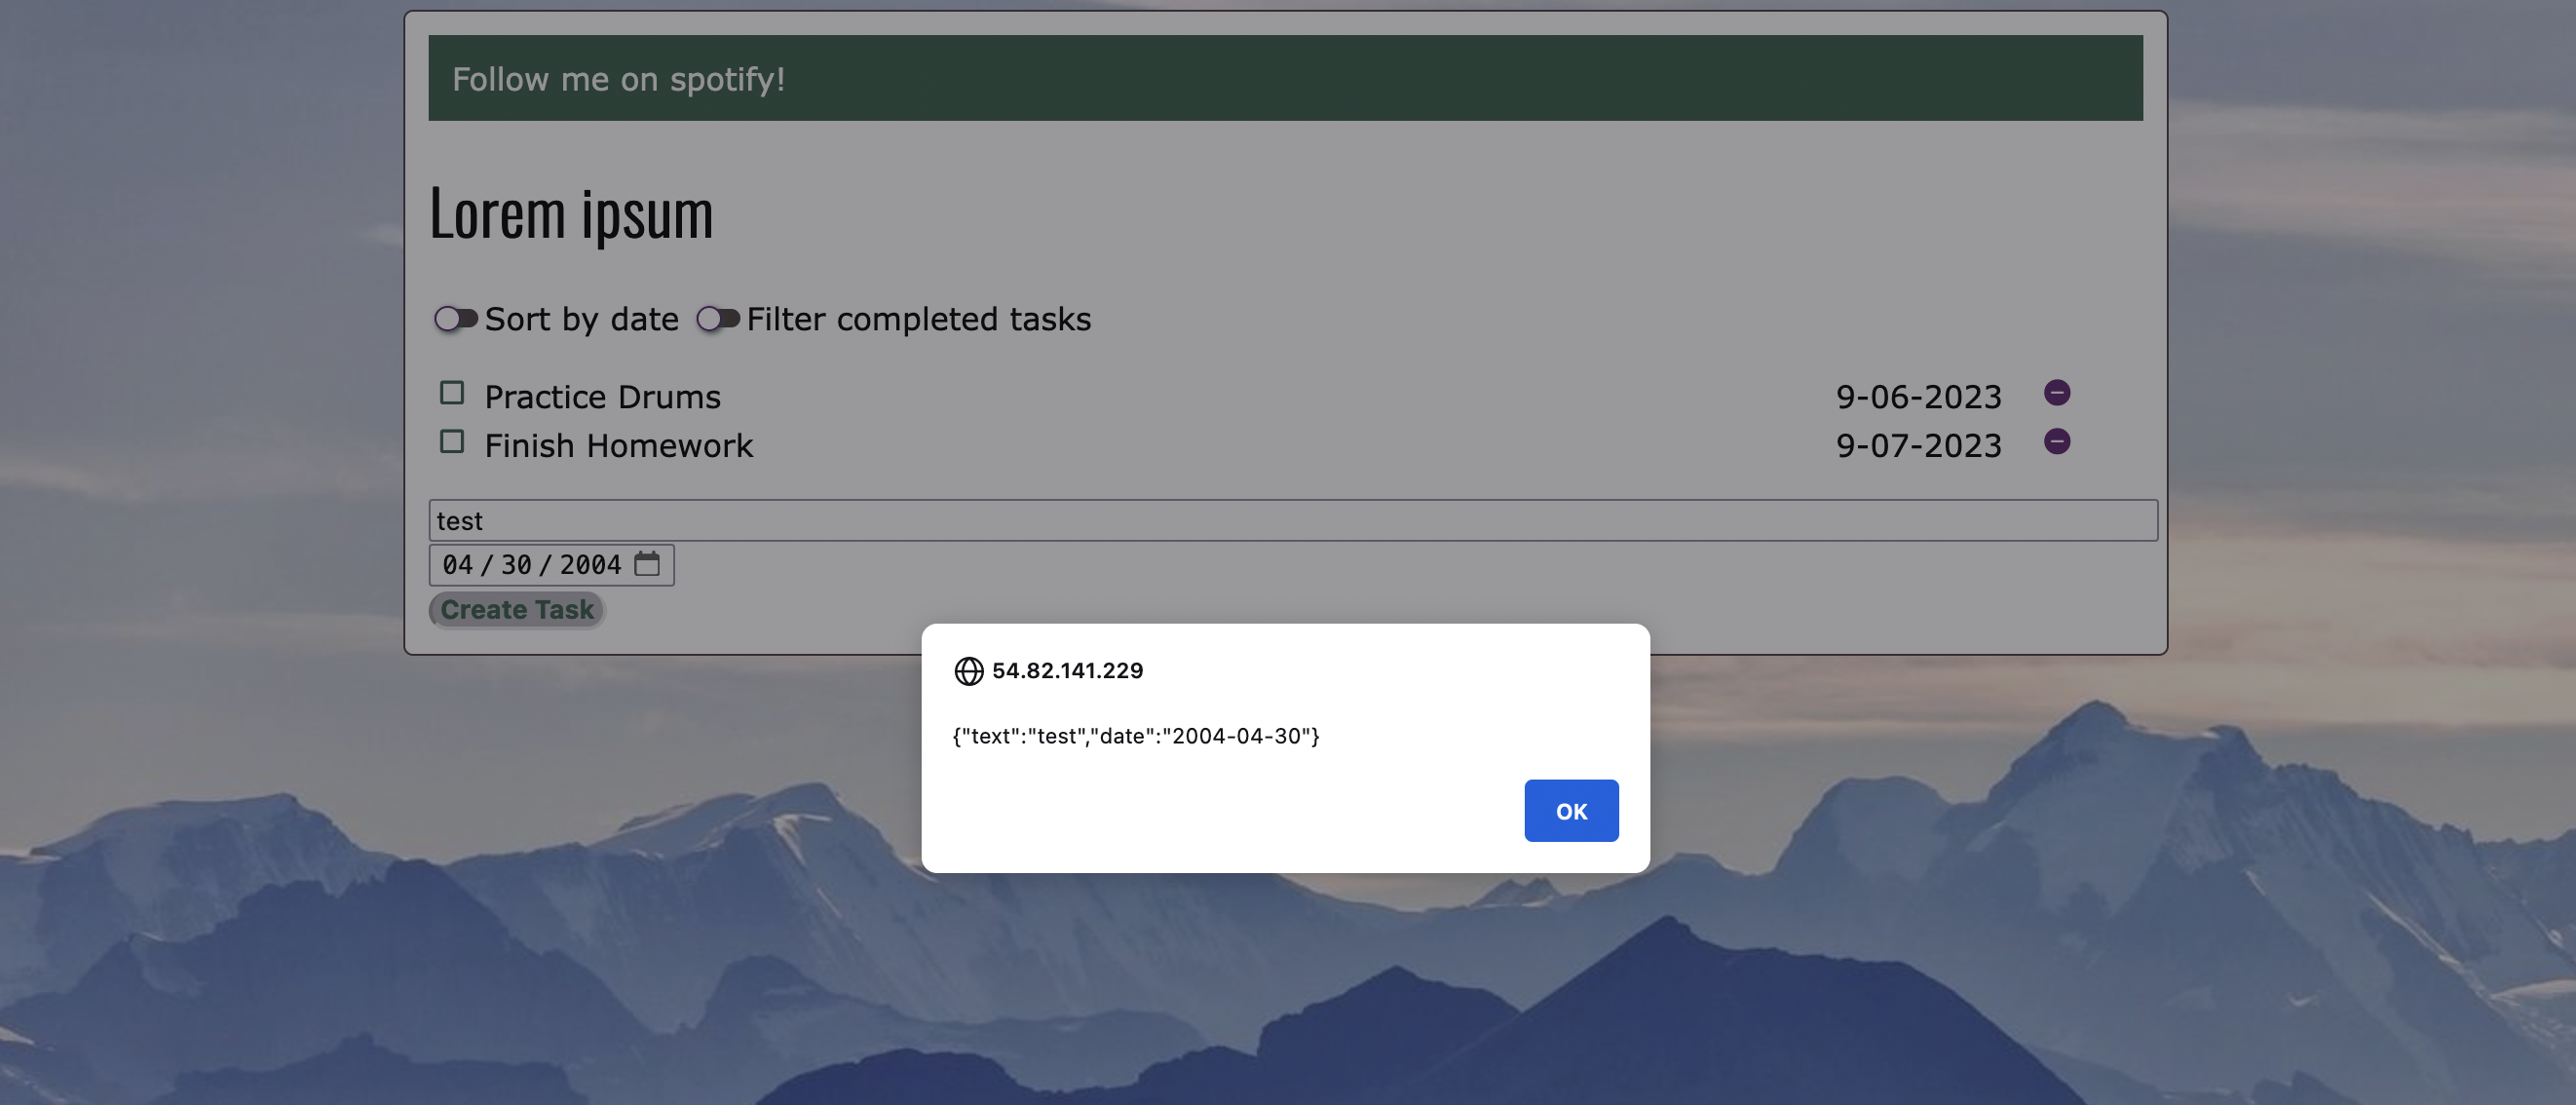 Follow me on spotify!
Lorem ipsum
Sort by date Filter completed tasks
Practice Drums 9-06-2023
Finish Homework 9-07-2023
test
04 / 30 / 2004
Create Task
54.82.141.229
{"text":"test","date":"2004-04-30"}
OK